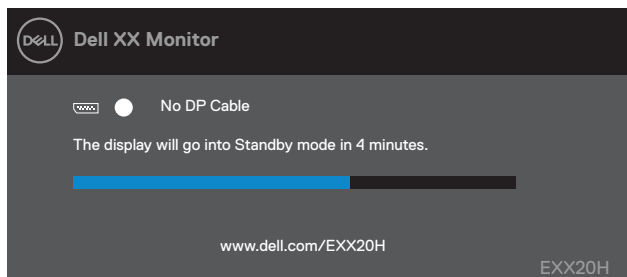 DELL Dell XX Monitor
No DP Cable
The display will go into Standby mode in 4 minutes.
www.dell.com/EXX20H
EXX20H